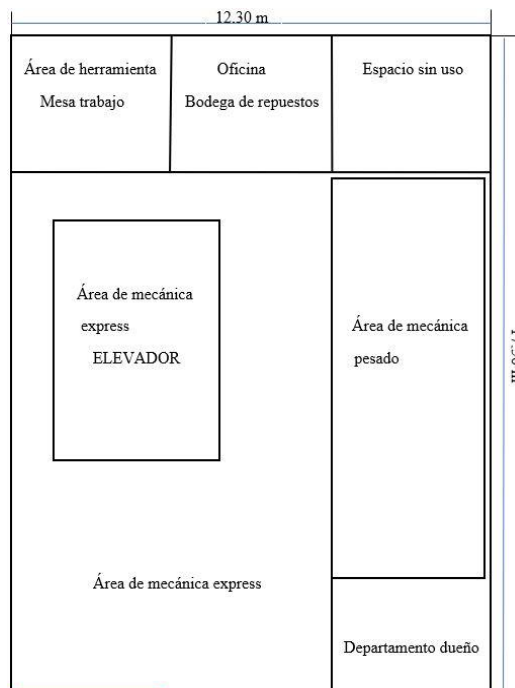 12.30 m
Área de herramienta
Mesa trabajo
Oficina
Bodega de repuestos
Espacio sin uso
Área de mecánica
express
ELEVADOR
Área de mecánica
pesado
Área de mecánica express
Departamento dueño